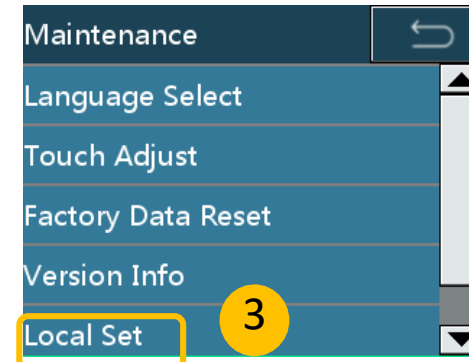 Maintenance
Language Select
Touch Adjust
Factory Data Reset
Version Info
3
Local Set